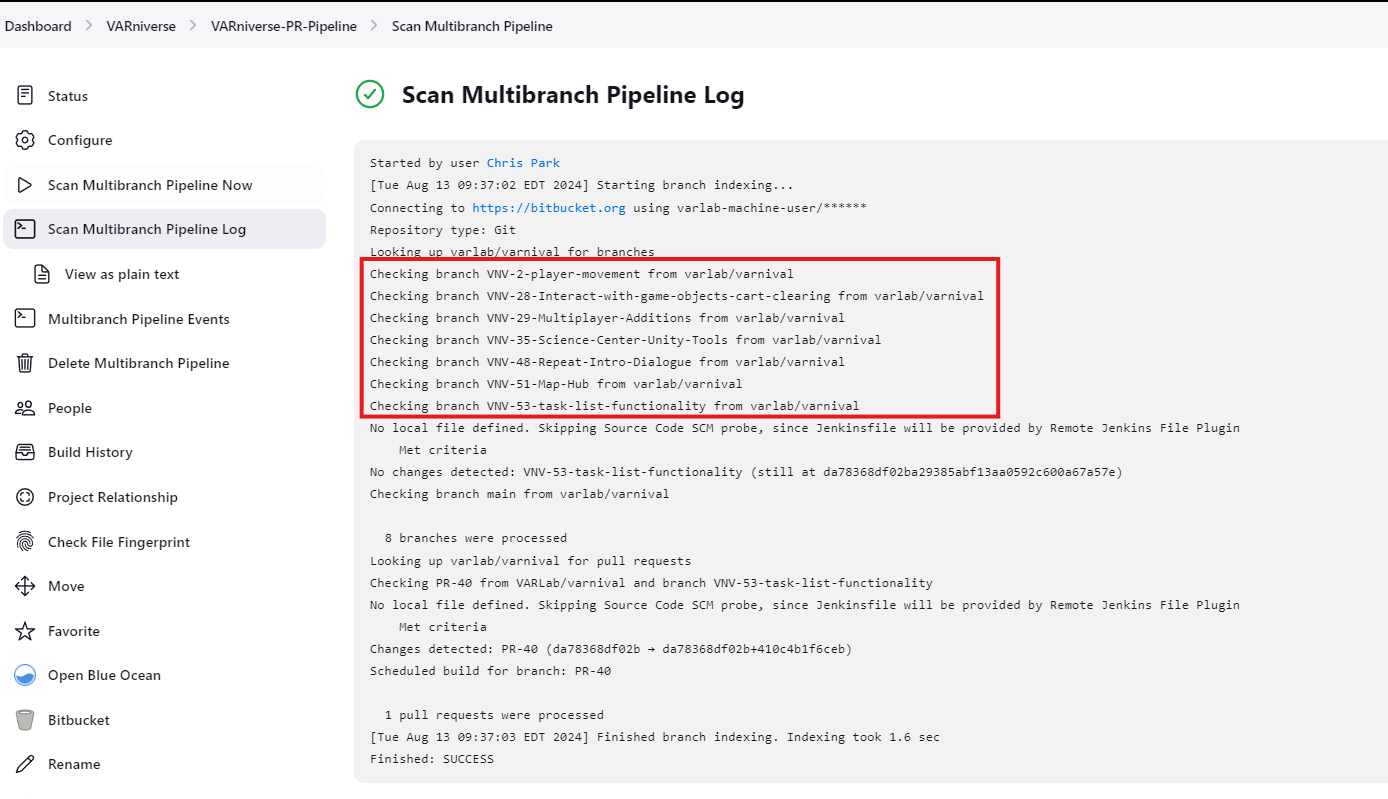 Dashboard > VARniverse > VARniverse-PR-Pipeline > Scan Multibranch Pipeline
Status
Configure
Scan Multibranch Pipeline Now
Scan Multibranch Pipeline Log
View as plain text
Multibranch Pipeline Events
Delete Multibranch Pipeline
People
Build History
Project Relationship
Check File Fingerprint
Move
Favorite
Open Blue Ocean
Bitbucket
Rename
Scan Multibranch Pipeline Log
Started by user Chris Park
[Tue Aug 13 09:37:02 EDT 2024] Starting branch indexing...
Connecting to https://bitbucket.org using varlab-machine-user/******
Repository type: Git
Looking up varlab/varnival for branches
Checking branch VNV-2-player-movement from varlab/varnival
Checking branch VNV-28-Interact-with-game-objects-cart-clearing from varlab/varnival
Checking branch VNV-29-Multiplayer-Additions from varlab/varnival
Checking branch VNV-35-Science-Center-Unity-Tools from varlab/varnival
Checking branch VNV-48-Repeat-Intro-Dialogue from varlab/varnival
Checking branch VNV-51-Map-Hub from varlab/varnival
Checking branch VNV-53-task-list-functionality from varlab/varnival
No local file defined. Skipping Source Code SCM probe, since Jenkinsfile will be provided by Remote Jenkins File Plugin
Met criteria
No changes detected: VNV-53-task-list-functionality (still at da78368df02ba29385abf13aa0592c600a67a57e)
Checking branch main from varlab/varnival
8 branches were processed
Looking up varlab/varnival for pull requests
Checking PR-40 from VARLab/varnival and branch VNV-53-task-list-functionality
No local file defined. Skipping Source Code SCM probe, since Jenkinsfile will be provided by Remote Jenkins File Plugin
Met criteria
Changes detected: PR-40 (da78368df02b → da78368df02b+410c4b1f6ceb)
Scheduled build for branch: PR-40
1 pull requests were processed
[Tue Aug 13 09:37:03 EDT 2024] Finished branch indexing. Indexing took 1.6 sec
Finished: SUCCESS